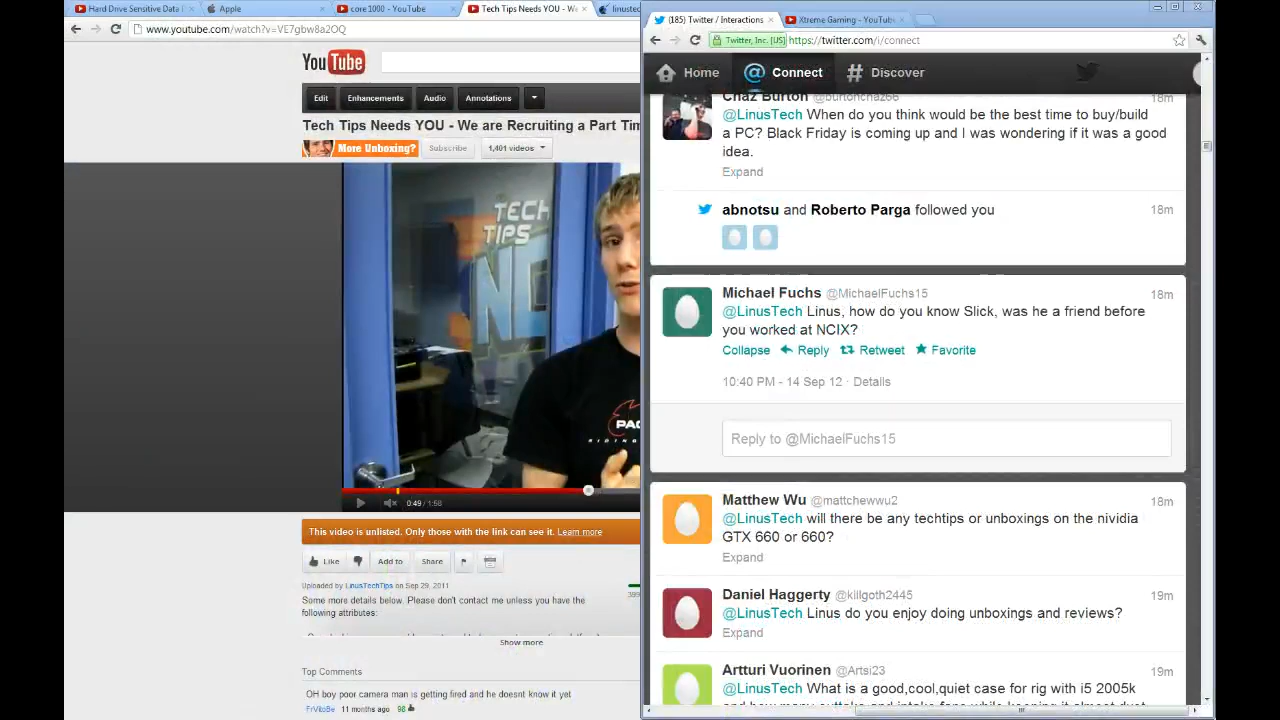 Hard Drive Sensitive Data
Apple
core 1000 - YouTube
Tech Tips Needs YOU - We
linusted
www.youtube.com/watch?v=VE7gbw8a2OQ
YouTube
Edit
Enhancements
Audio
Annotations
Tech Tips Needs YOU - We are Recruiting a Part Tim
More Unboxing?
Subscribe
1,401 videos
TECH
TIPS
NC
0:49 / 1:58
This video is unlisted. Only those with the link can see it. Learn more
Like
Add to
Share
Uploaded by LinusTechTips on Sep 29, 2011
Some more details below. Please don't contact me unless you have the
following attributes:
Show more
Top Comments
OH boy poor camera man is getting fired and he doesnt know it yet
FrVitoBe 11 months ago 98
(185) Twitter / Interactions
Xtreme Gaming - YouTube
Twitter, Inc. [US]
https://twitter.com/i/connect
Home
@ Connect
# Discover
Chaz Burton @burtonchaz66
18m
@LinusTech When do you think would be the best time to buy/build
a PC? Black Friday is coming up and I was wondering if it was a good
idea.
Expand
abnotsu and Roberto Parga followed you
18m
Michael Fuchs @MichaelFuchs15
18m
@LinusTech Linus, how do you know Slick, was he a friend before
you worked at NCIX?
Collapse Reply Retweet Favorite
10:40 PM - 14 Sep 12 · Details
Reply to @MichaelFuchs15
Matthew Wu @mattchewwu2
18m
@LinusTech will there be any techtips or unboxings on the nividia
GTX 660 or 660?
Expand
Daniel Haggerty @killgoth2445
19m
@LinusTech Linus do you enjoy doing unboxings and reviews?
Expand
Artturi Vuorinen @Artsi23
19m
@LinusTech What is a good,cool,quiet case for rig with i5 2005k